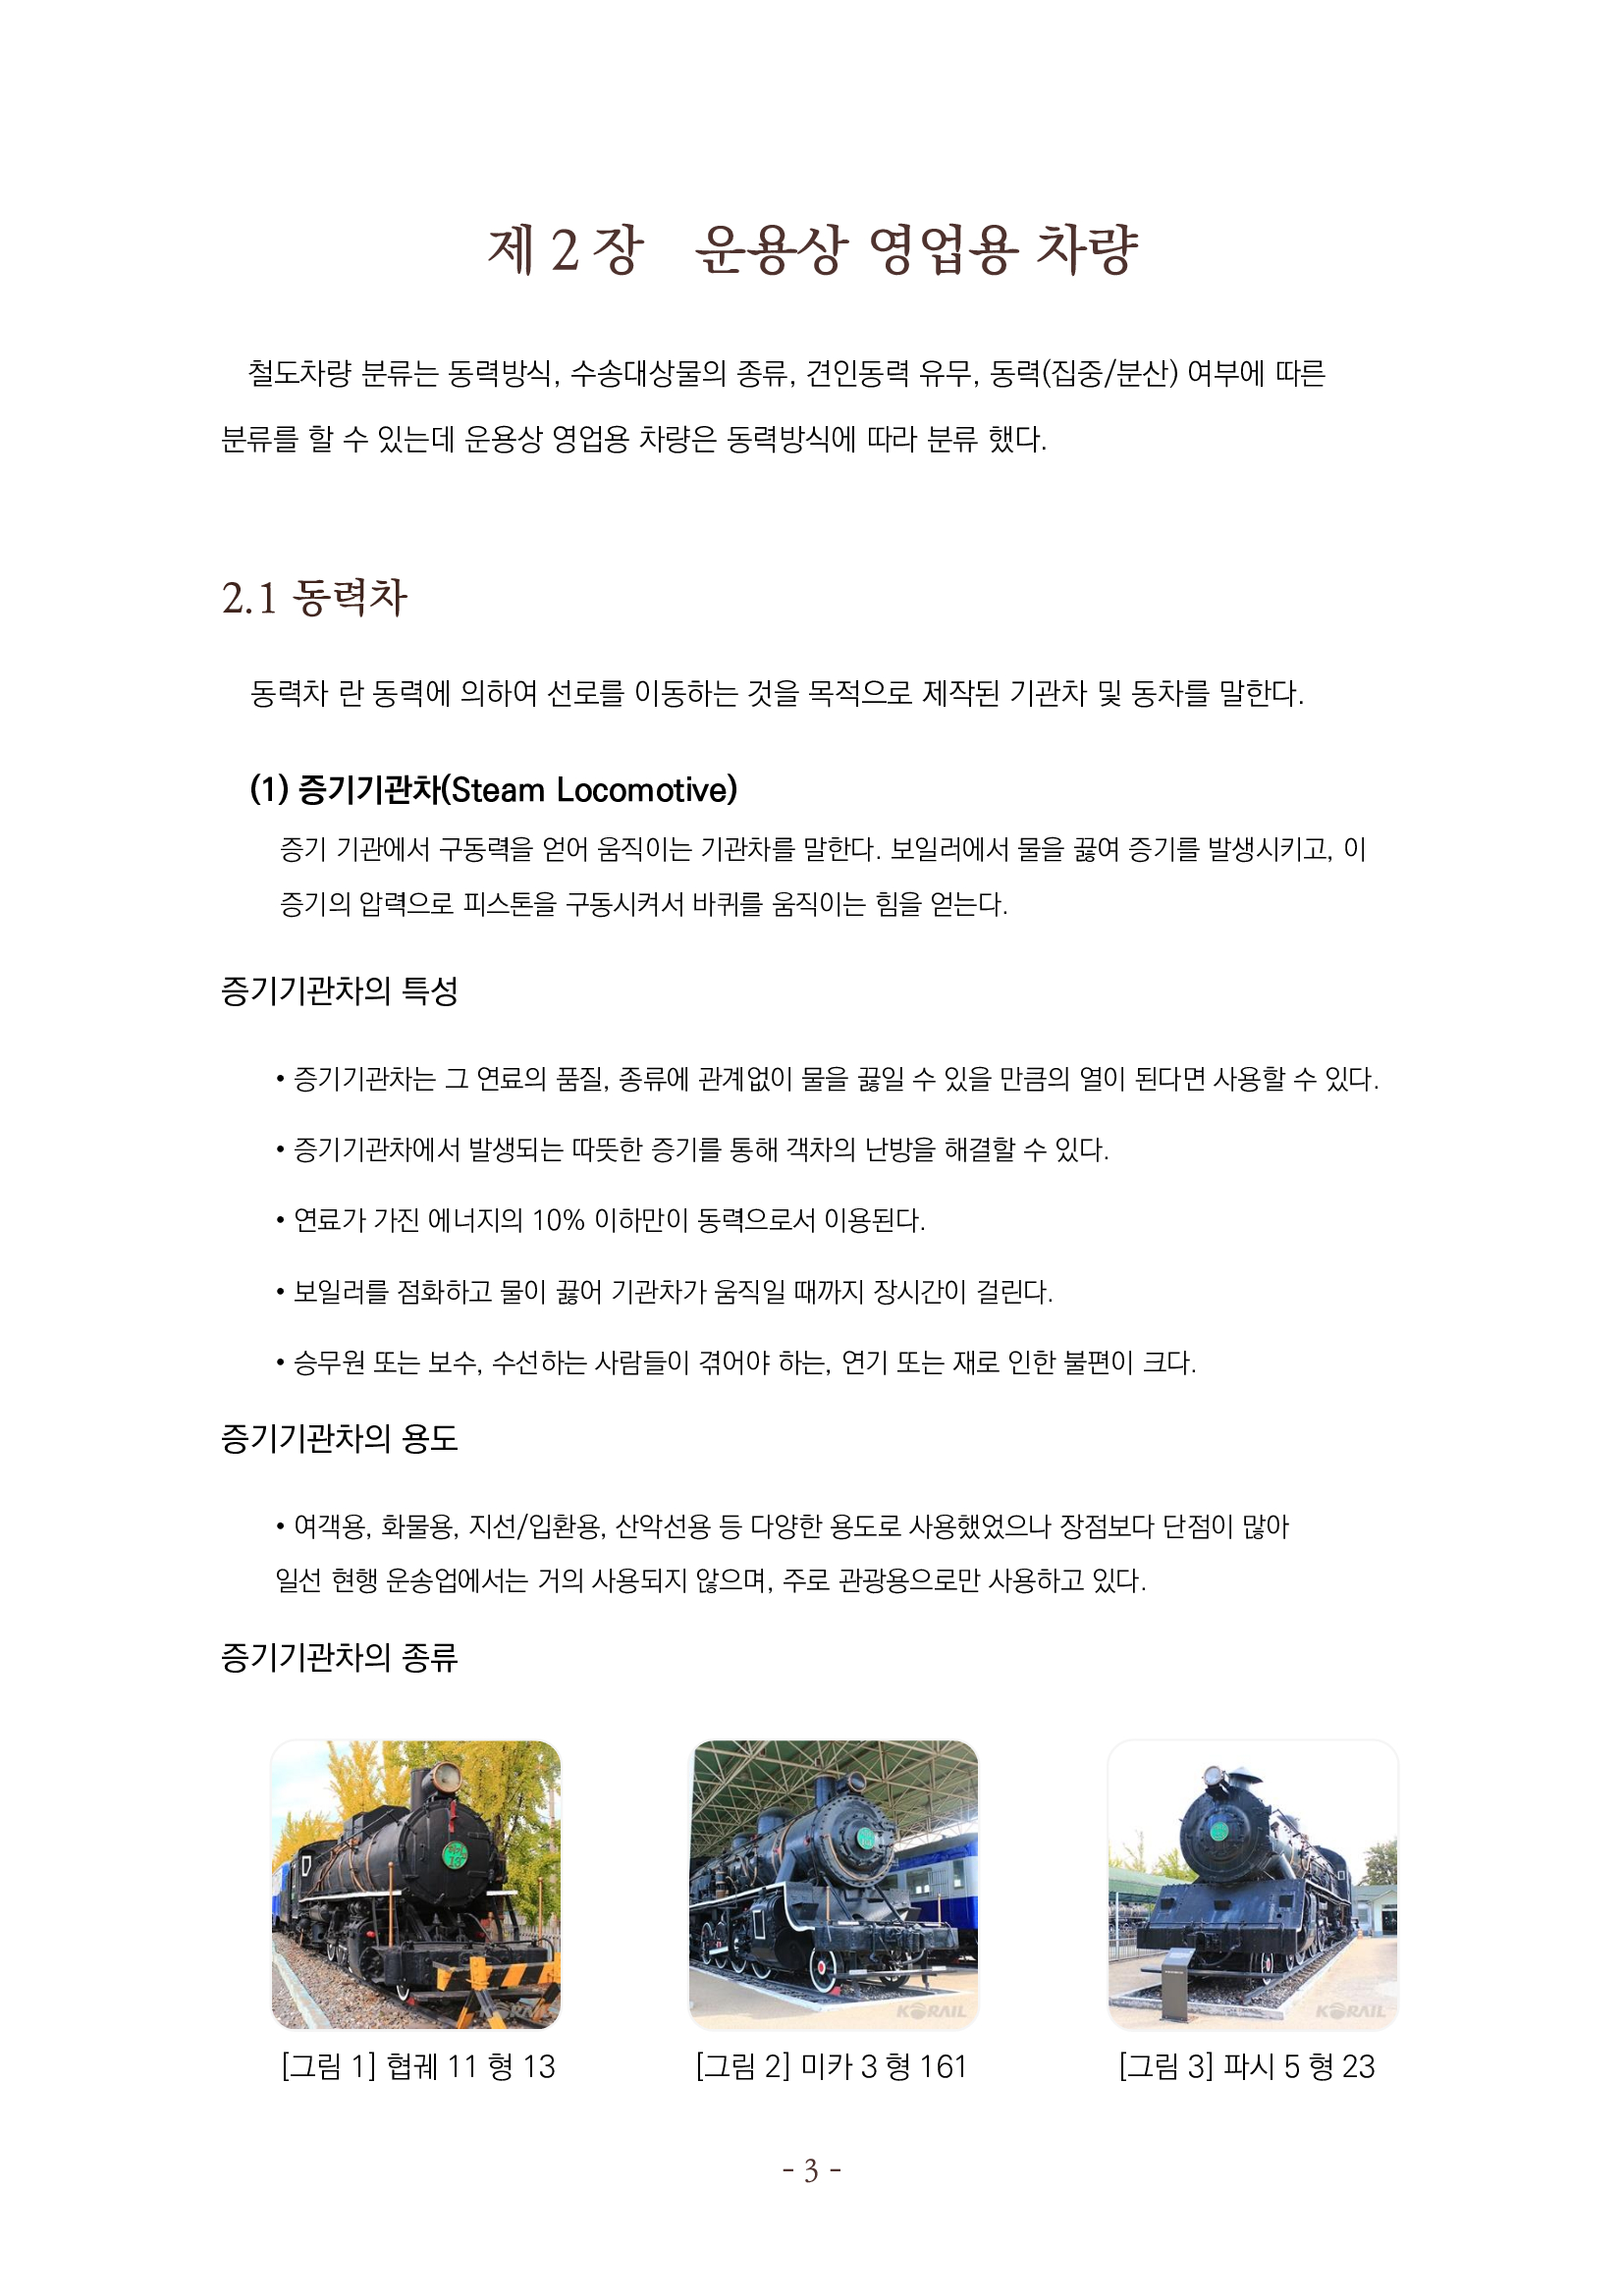 제 2 장 운용상 영업용 차량
철도차량 분류는 동력방식, 수송대상물의 종류, 견인동력 유무, 동력(집중/분산) 여부에 따른
분류를 할 수 있는데 운용상 영업용 차량은 동력방식에 따라 분류 했다.
2.1 동력차
동력차 란 동력에 의하여 선로를 이동하는 것을 목적으로 제작된 기관차 및 동차를 말한다.
(1) 증기기관차(Steam Locomotive)
증기 기관에서 구동력을 얻어 움직이는 기관차를 말한다. 보일러에서 물을 끓여 증기를 발생시키고, 이
증기의 압력으로 피스톤을 구동시켜서 바퀴를 움직이는 힘을 얻는다.
증기기관차의 특성
• 증기기관차는 그 연료의 품질, 종류에 관계없이 물을 끓일 수 있을 만큼의 열이 된다면 사용할 수 있다.
• 증기기관차에서 발생되는 따뜻한 증기를 통해 객차의 난방을 해결할 수 있다.
• 연료가 가진 에너지의 10% 이하만이 동력으로서 이용된다.
• 보일러를 점화하고 물이 끓어 기관차가 움직일 때까지 장시간이 걸린다.
• 승무원 또는 보수, 수선하는 사람들이 겪어야 하는, 연기 또는 재로 인한 불편이 크다.
증기기관차의 용도
• 여객용, 화물용, 지선/입환용, 산악선용 등 다양한 용도로 사용했었으나 장점보다 단점이 많아
일선 현행 운송업에서는 거의 사용되지 않으며, 주로 관광용으로만 사용하고 있다.
증기기관차의 종류
KORAIL
KORAIL
KORAIL
[그림 1] 협궤 11 형 13
[그림 2] 미카 3 형 161
[그림 3] 파시 5 형 23
- 3 -